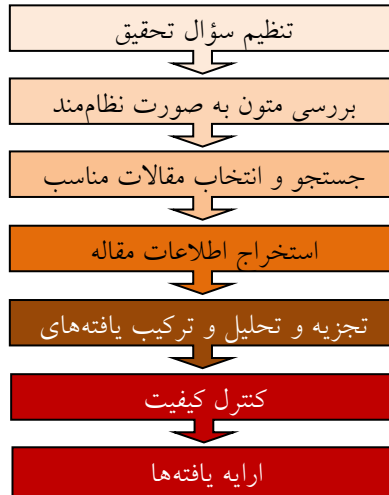 تنظیم سؤال تحقیق
بررسی متون به صورت نظام‌مند
جستجو و انتخاب مقالات مناسب
استخراج اطلاعات مقاله
تجزیه و تحلیل و ترکیب یافته‌های
کنترل کیفیت
ارایه یافته‌ها